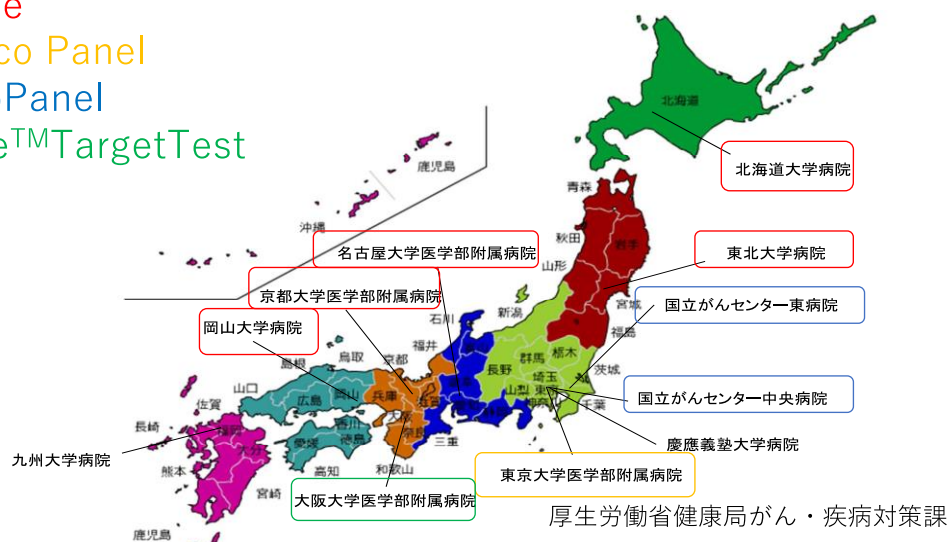 e
co Panel
Panel
e™TargetTest
北海道
北海道大学病院
鹿児島
沖縄
青森
秋田
岩手
山形
宮城
福島
東北大学病院
名古屋大学医学部附属病院
京都大学医学部附属病院
岡山大学病院
国立がんセンター東病院
石川
新潟
福井
群馬
栃木
茨城
長野
埼玉
山梨
千葉
島根
鳥取
京都
兵庫
岡山
広島
山口
国立がんセンター中央病院
佐賀
福岡
長崎
大分
香川
愛媛
徳島
高知
大阪
奈良
三重
和歌山
慶應義塾大学病院
九州大学病院
熊本
宮崎
東京大学医学部附属病院
大阪大学医学部附属病院
鹿児島
厚生労働省健康局がん・疾病対策課